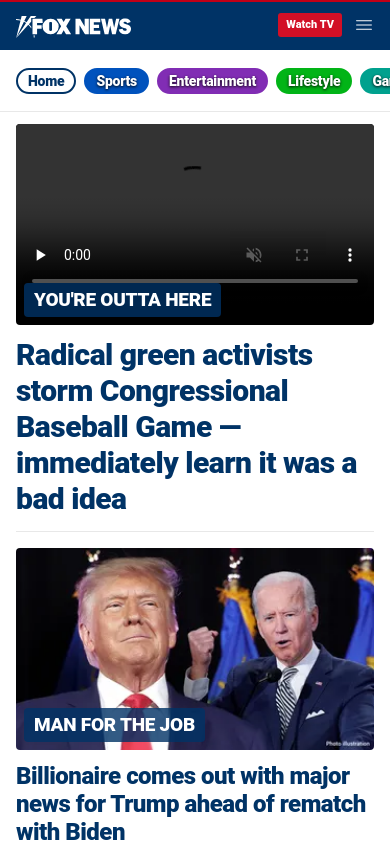 FOX NEWS
Watch TV
Home
Sports
Entertainment
Lifestyle
0:00
YOU'RE OUTTA HERE
Radical green activists
storm Congressional
Baseball Game —
immediately learn it was a
bad idea
MAN FOR THE JOB
Photo illustration
Billionaire comes out with major
news for Trump ahead of rematch
with Biden